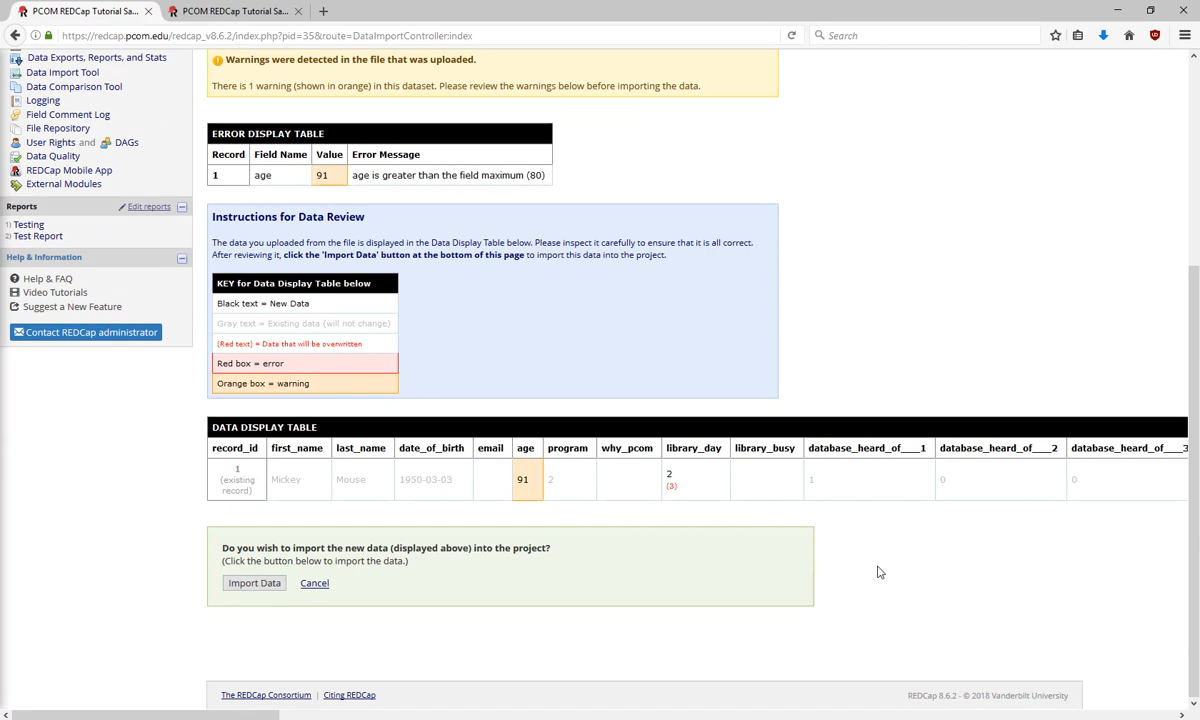 PCOM REDCap Tutorial Sa...
PCOM REDCap Tutorial Sa...
https://redcap.pcom.edu/redcap_v8.6.2/index.php?pid=35&route=DataImportController:index
Search
Data Exports, Reports, and Stats
Data Import Tool
Data Comparison Tool
Logging
Field Comment Log
File Repository
User Rights and DAGs
Data Quality
REDCap Mobile App
External Modules
Reports
Edit reports
1) Testing
2) Test Report
Help & Information
Help & FAQ
Video Tutorials
Suggest a New Feature
Contact REDCap administrator
Warnings were detected in the file that was uploaded.
There is 1 warning (shown in orange) in this dataset. Please review the warnings below before importing the data.
ERROR DISPLAY TABLE
Record Field Name Value Error Message
1 age 91 age is greater than the field maximum (80)
Instructions for Data Review
The data you uploaded from the file is displayed in the Data Display Table below. Please inspect it carefully to ensure that it is all correct.
After reviewing it, click the 'Import Data' button at the bottom of this page to import this data into the project.
KEY for Data Display Table below
Black text = New Data
Gray text = Existing data (will not change)
(Red text) = Data that will be overwritten
Red box = error
Orange box = warning
DATA DISPLAY TABLE
record_id first_name last_name date_of_birth email age program why_pcom library_day library_busy database_heard_of___1 database_heard_of___2 database_heard_of___3
1 (existing record) Mickey Mouse 1950-03-03 91 2 2 (3) 1 0 0
Do you wish to import the new data (displayed above) into the project?
(Click the button below to import the data.)
Import Data Cancel
The REDCap Consortium | Citing REDCap
REDCap 8.6.2 - © 2018 Vanderbilt University